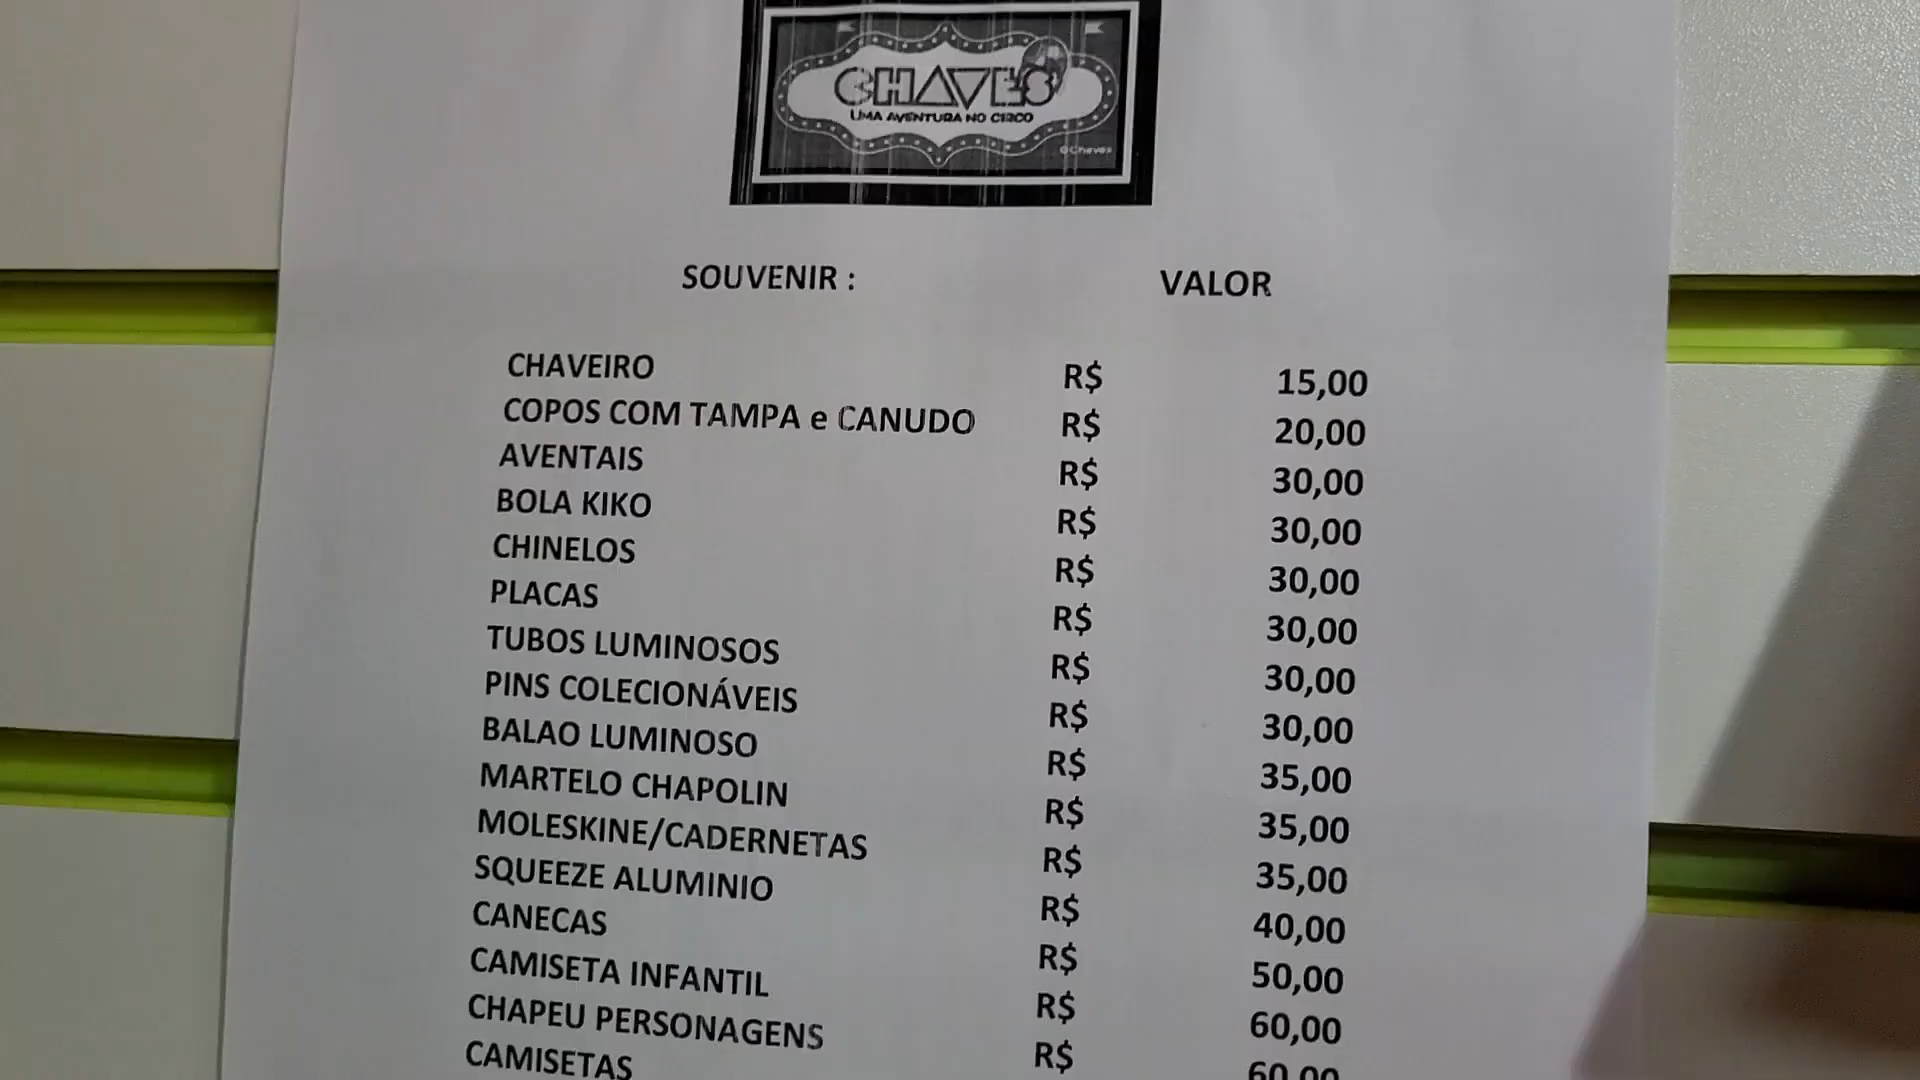 CHAVES
UMA AVENTURA NO CIRCO
©Chaves
SOUVENIR : VALOR
CHAVEIRO R$ 15,00
COPOS COM TAMPA e CANUDO R$ 20,00
AVENTAIS R$ 30,00
BOLA KIKO R$ 30,00
CHINELOS R$ 30,00
PLACAS R$ 30,00
TUBOS LUMINOSOS R$ 30,00
PINS COLECIONÁVEIS R$ 30,00
BALAO LUMINOSO R$ 35,00
MARTELO CHAPOLIN R$ 35,00
MOLESKINE/CADERNETAS R$ 35,00
SQUEEZE ALUMINIO R$ 40,00
CANECAS R$ 50,00
CAMISETA INFANTIL R$ 60,00
CHAPEU PERSONAGENS R$ 60,00
CAMISETAS